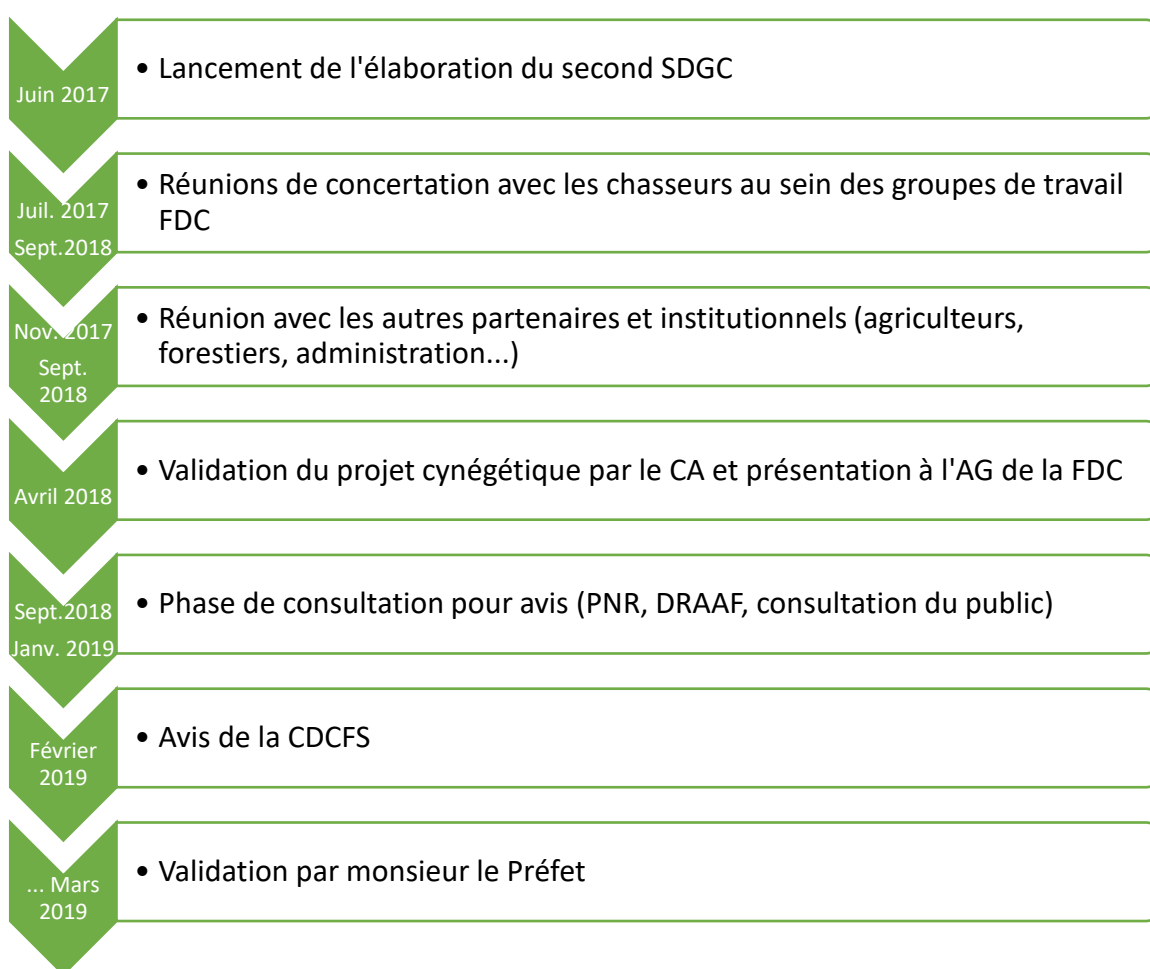 Juin 2017
• Lancement de l'élaboration du second SDGC
Juil. 2017
Sept.2018
• Réunions de concertation avec les chasseurs au sein des groupes de travail
FDC
Nov. 2017
Sept.
2018
• Réunion avec les autres partenaires et institutionnels (agriculteurs,
forestiers, administration...)
Avril 2018
• Validation du projet cynégétique par le CA et présentation à l'AG de la FDC
Sept.2018
Janv. 2019
• Phase de consultation pour avis (PNR, DRAAF, consultation du public)
Février
2019
• Avis de la CDCFS
... Mars
2019
• Validation par monsieur le Préfet